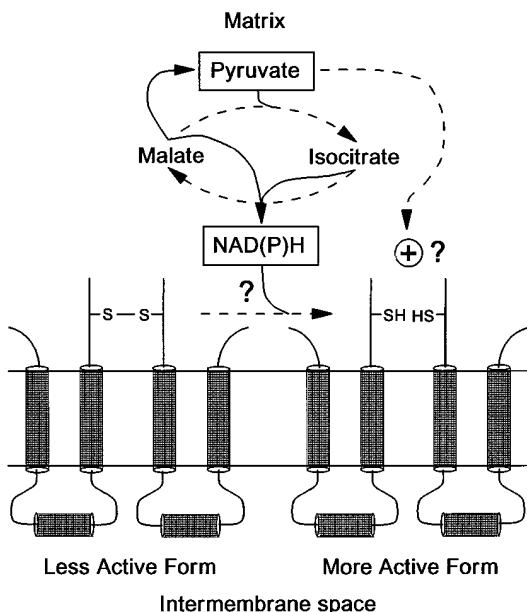 Matrix
Pyruvate
Malate
Isocitrate
NAD(P)H
+ ?
?
S S
SH HS
Less Active Form
More Active Form
Intermembrane space